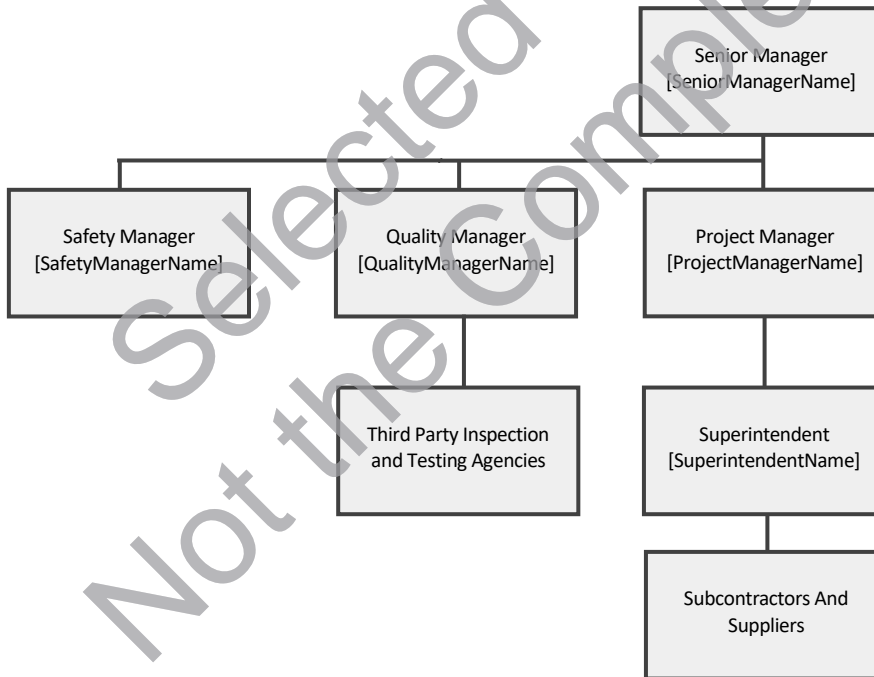 Senior Manager
[SeniorManagerName]
Safety Manager
[SafetyManagerName]
Quality Manager
[QualityManagerName]
Project Manager
[ProjectManagerName]
Third Party Inspection
and Testing Agencies
Superintendent
[SuperintendentName]
Subcontractors And
Suppliers
Selected
Not the